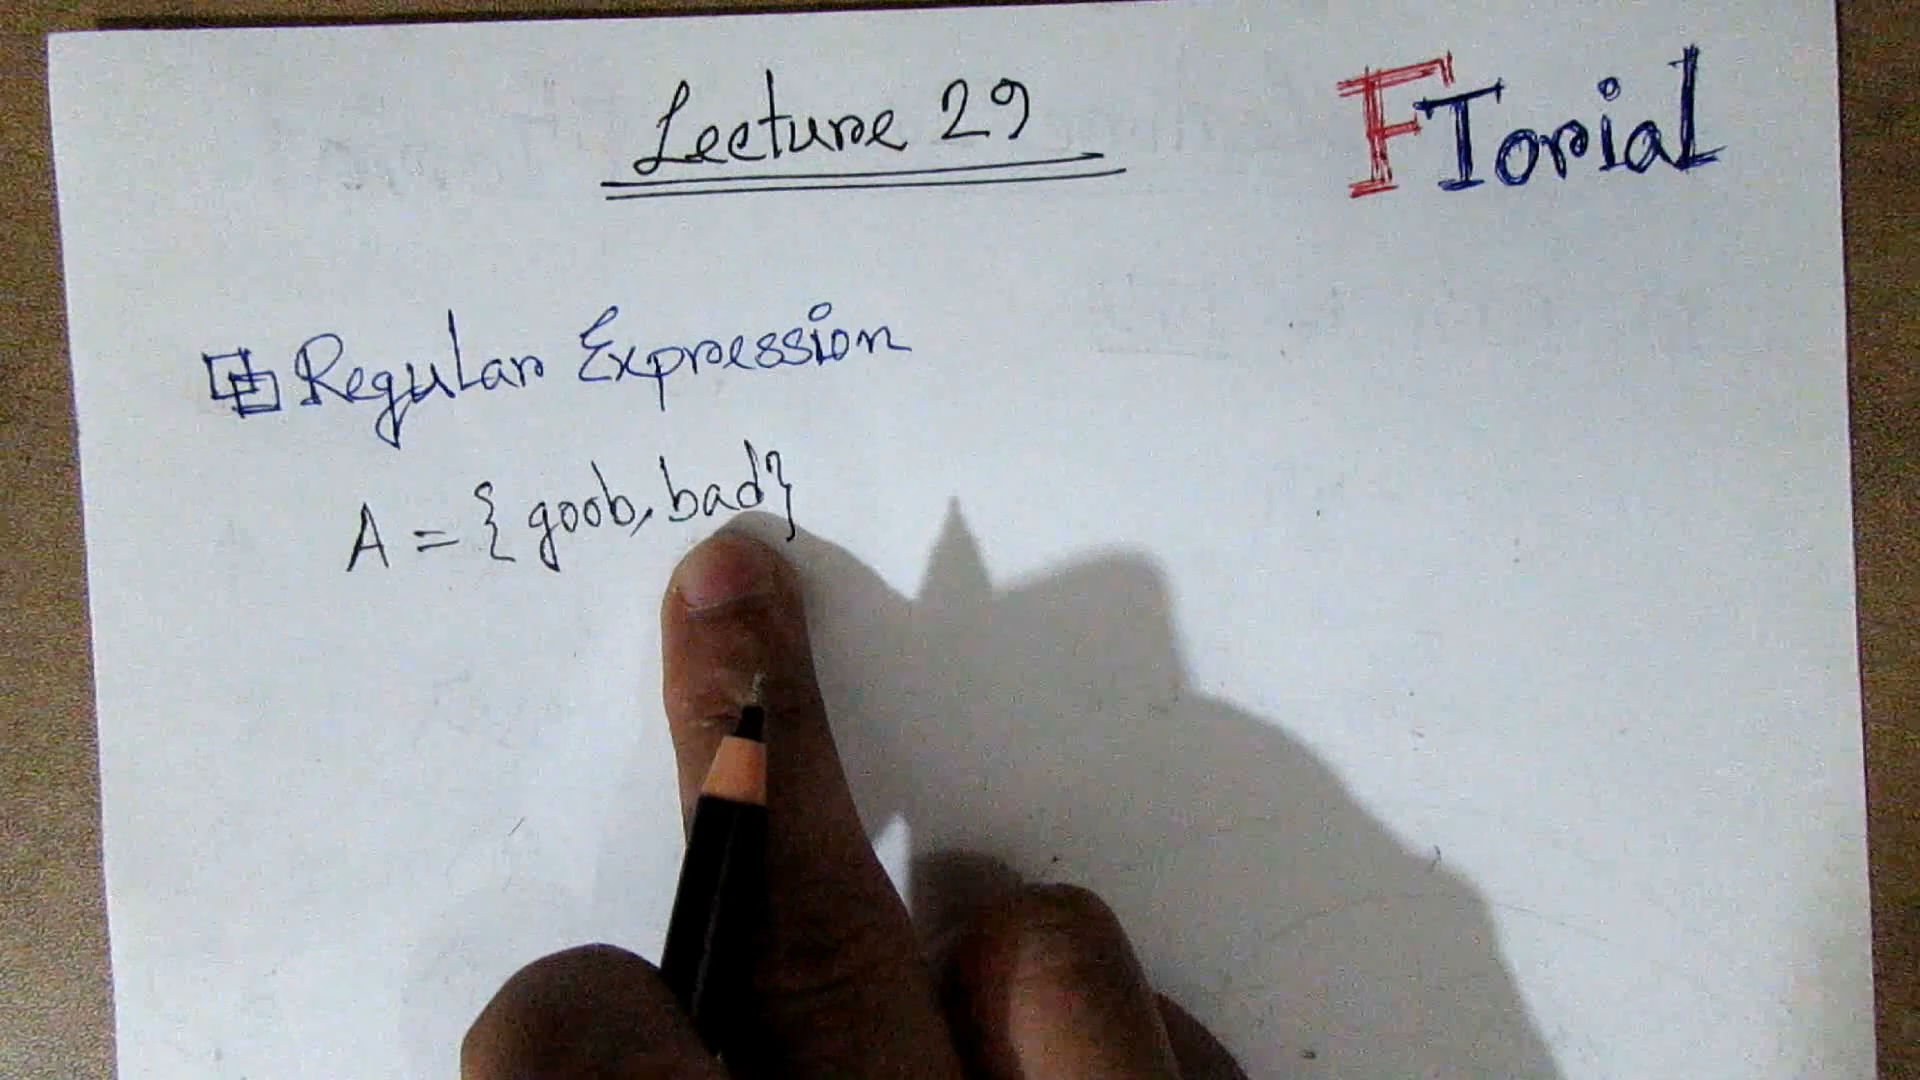 Lecture 29
FTorial
Regular Expression
A = {goob, bad}